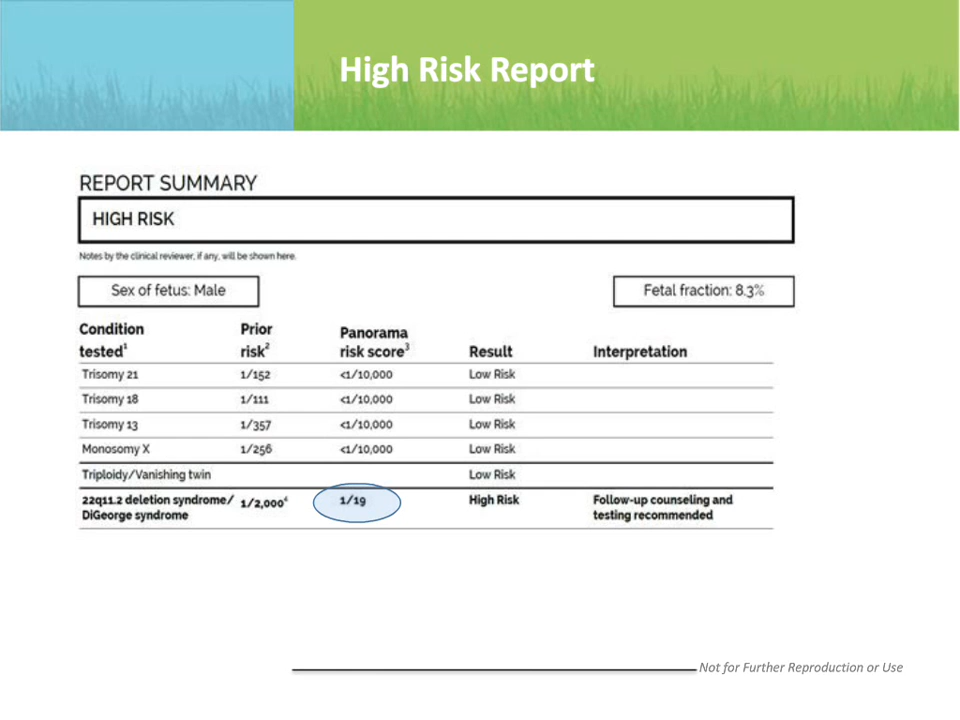 High Risk Report
REPORT SUMMARY
HIGH RISK
Notes by the clinical reviewer, if any, will be shown here.
Sex of fetus: Male
Fetal fraction: 8.3%
Condition tested¹ Prior risk² Panorama risk score³ Result Interpretation
Trisomy 21 1/152 <1/10,000 Low Risk
Trisomy 18 1/111 <1/10,000 Low Risk
Trisomy 13 1/357 <1/10,000 Low Risk
Monosomy X 1/256 <1/10,000 Low Risk
Triploidy/Vanishing twin Low Risk
22q11.2 deletion syndrome/ 1/2,000⁴ 1/19 High Risk Follow-up counseling and
DiGeorge syndrome testing recommended
Not for Further Reproduction or Use